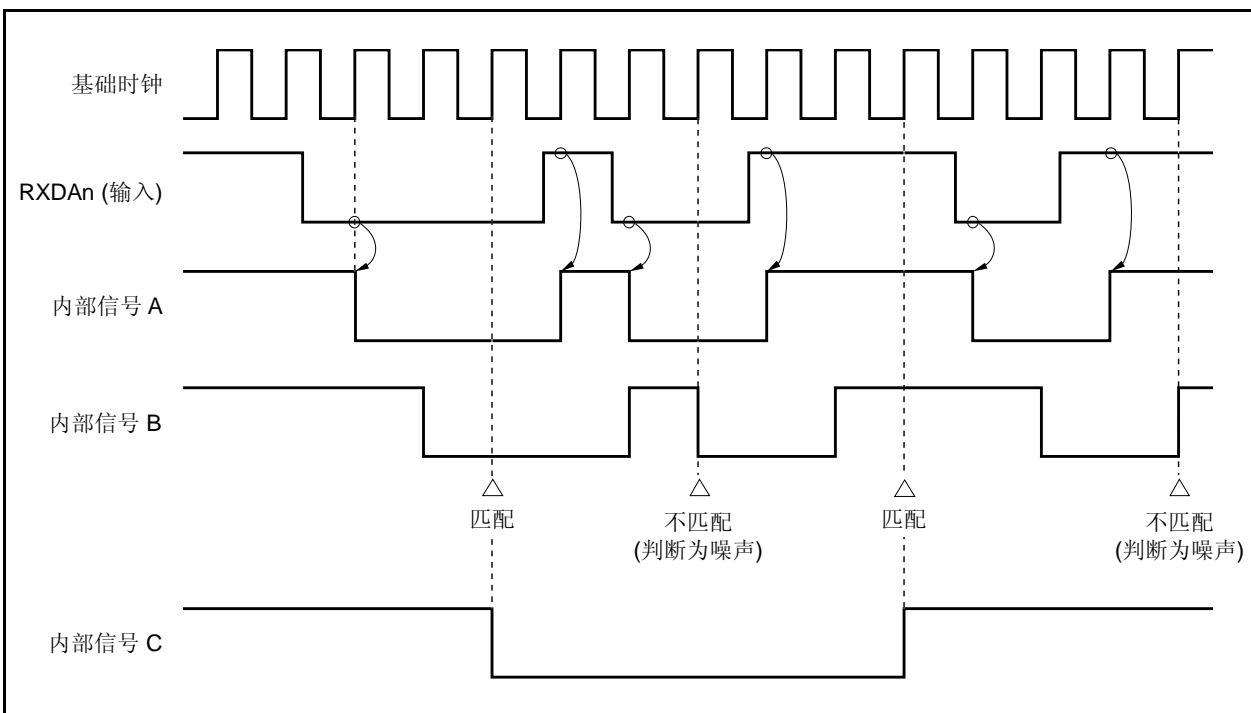 基础时钟
RXDAn (输入)
内部信号 A
内部信号 B
匹配
不匹配
(判断为噪声)
匹配
不匹配
(判断为噪声)
内部信号 C